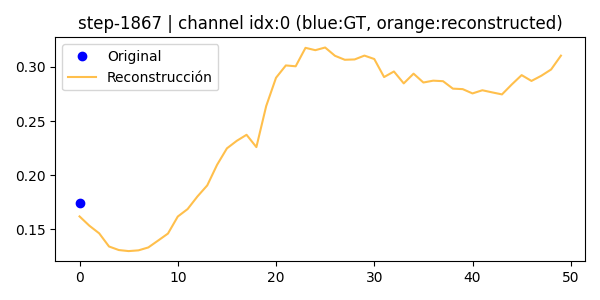 step-1867 | channel idx:0 (blue:GT, orange:reconstructed)
Original
Reconstrucción
0.30
0.25
0.20
0.15
0 10 20 30 40 50